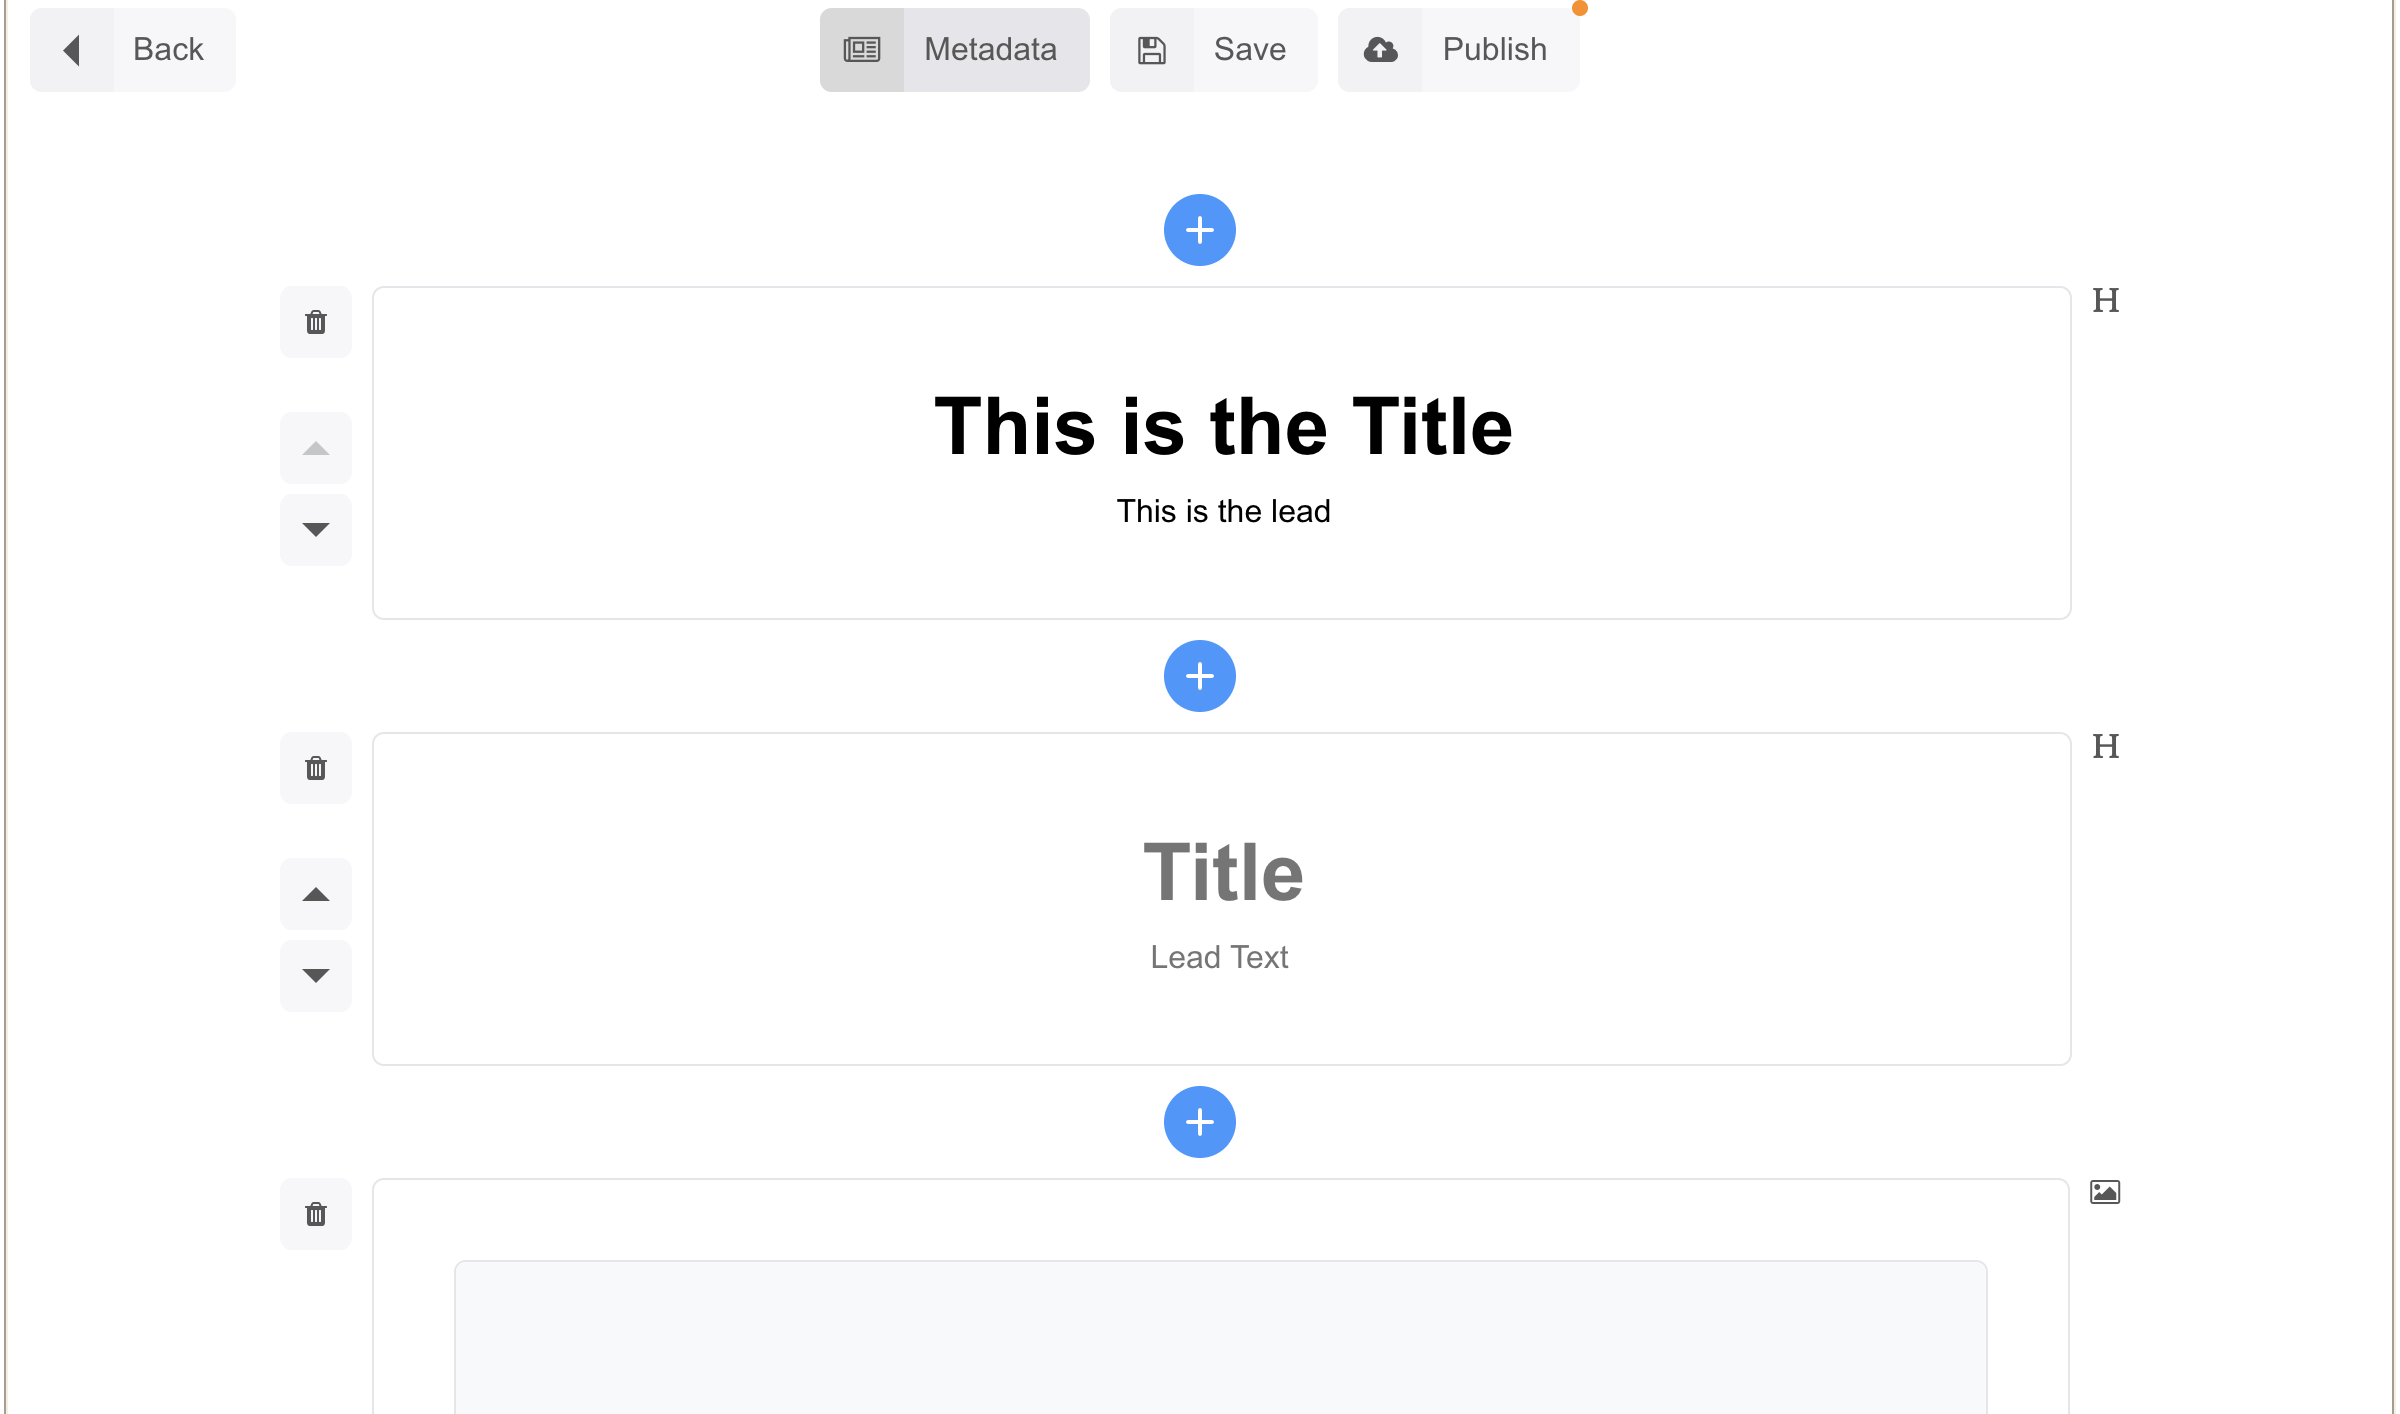 Back
Metadata
Save
Publish
H
This is the Title
This is the lead
H
Title
Lead Text